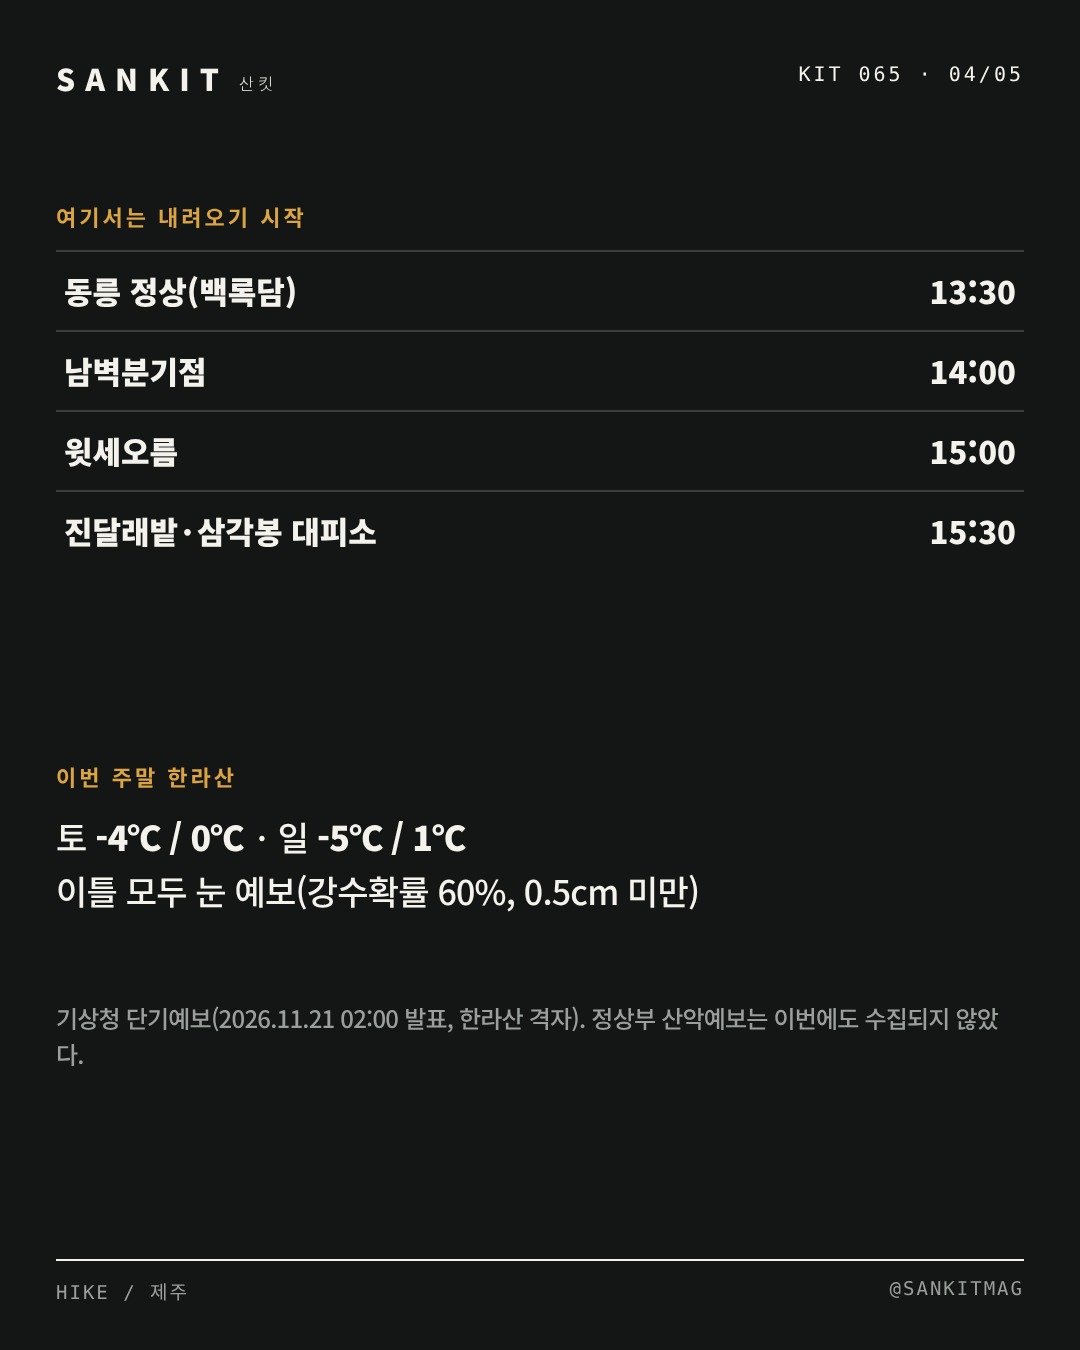 SANKIT 산킷
KIT 065 · 04/05
여기서는 내려오기 시작
동릉 정상(백록담) 13:30
남벽분기점 14:00
윗세오름 15:00
진달래밭·삼각봉 대피소 15:30
이번 주말 한라산
토 -4°C / 0°C · 일 -5°C / 1°C
이틀 모두 눈 예보(강수확률 60%, 0.5cm 미만)
기상청 단기예보(2026.11.21 02:00 발표, 한라산 격자). 정상부 산악예보는 이번에도 수집되지 않았
다.
HIKE / 제주
@SANKITMAG